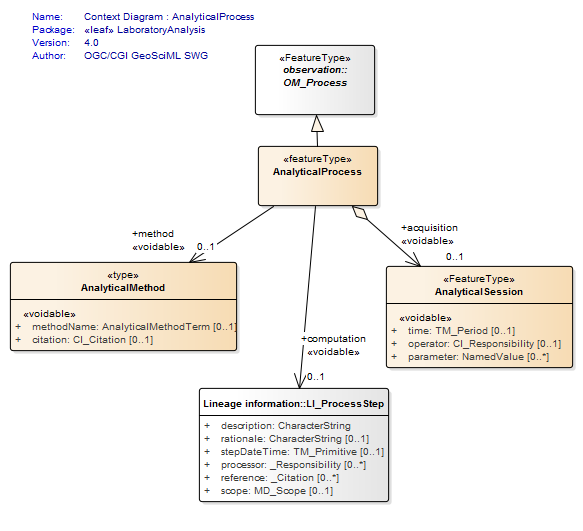 Name: Context Diagram : AnalyticalProcess
Package: «leaf» LaboratoryAnalysis
Version: 4.0
Author: OGC/CGI GeoSciML SWG
«FeatureType»
observation::
OM_Process
«featureType»
AnalyticalProcess
+method
«voidable» 0..1
+acquisition
«voidable»
0..1
«type»
AnalyticalMethod
«voidable»
+ methodName: AnalyticalMethodTerm [0..1]
+ citation: CI_Citation [0..1]
«FeatureType»
AnalyticalSession
«voidable»
+ time: TM_Period [0..1]
+ operator: CI_Responsibility [0..1]
+ parameter: NamedValue [0..*]
+computation
«voidable»
0..1
Lineage information::LI_ProcessStep
+ description: CharacterString
+ rationale: CharacterString [0..1]
+ stepDateTime: TM_Primitive [0..1]
+ processor: _Responsibility [0..*]
+ reference: _Citation [0..*]
+ scope: MD_Scope [0..1]